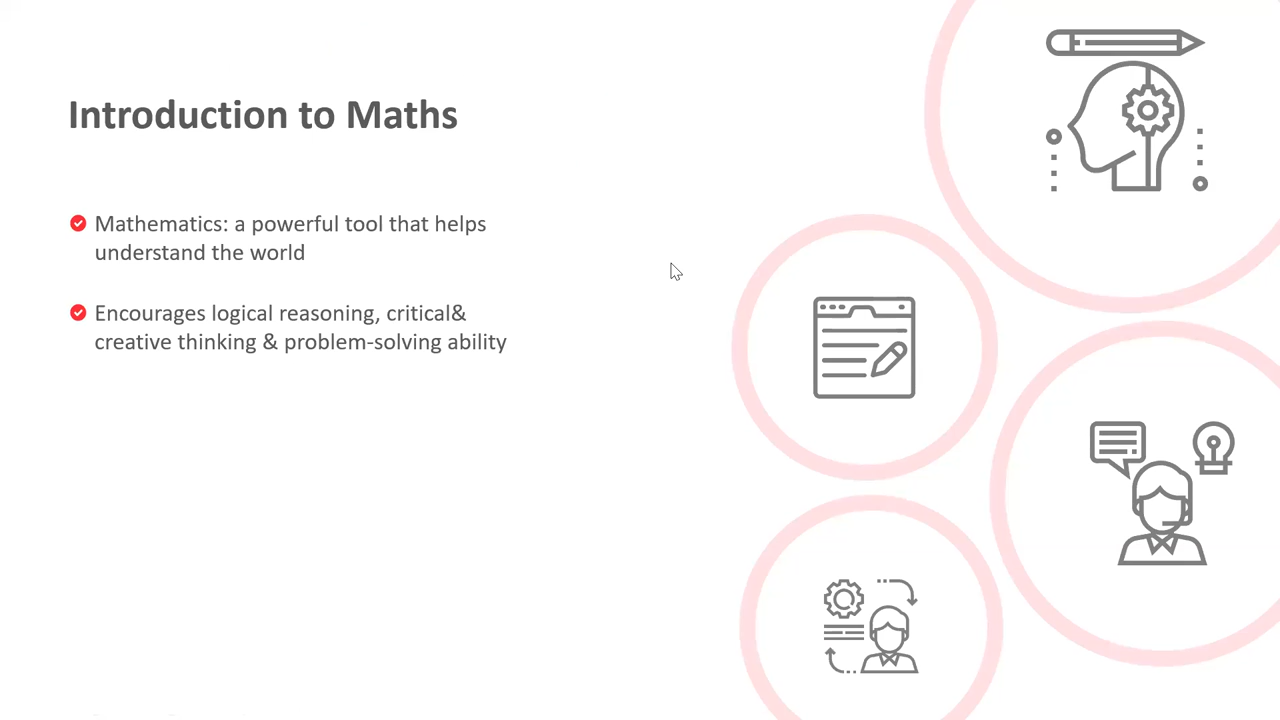 Introduction to Maths
Mathematics: a powerful tool that helps
understand the world
Encourages logical reasoning, critical&
creative thinking & problem-solving ability